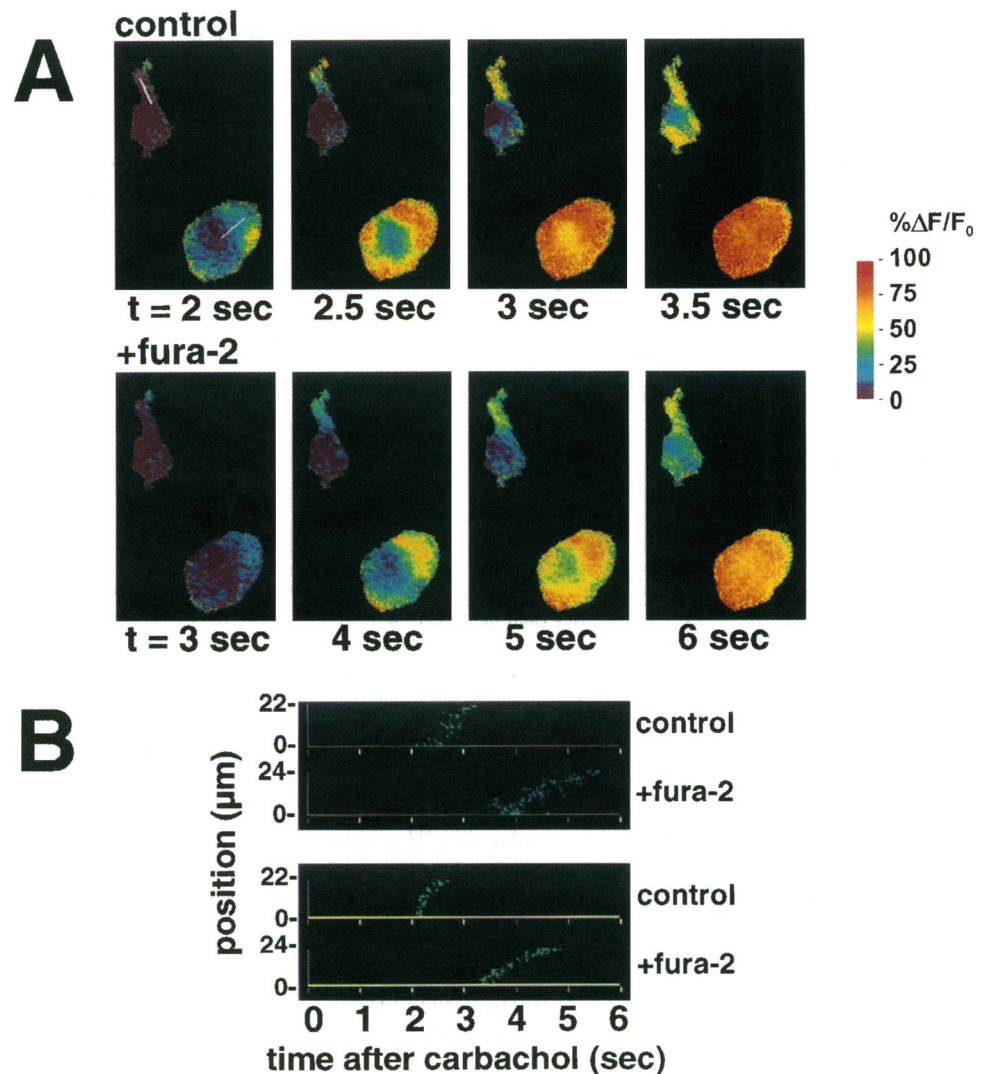 A
control
t = 2 sec
2.5 sec
3 sec
3.5 sec
%ΔF/F₀
100
75
50
25
0
+fura-2
t = 3 sec
4 sec
5 sec
6 sec
B
position (µm)
22-
0-
control
24-
0-
+fura-2
22-
0-
control
24-
0-
+fura-2
0 1 2 3 4 5 6
time after carbachol (sec)